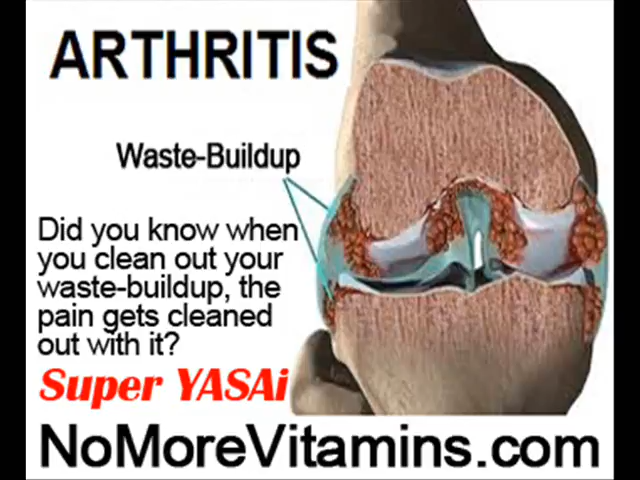 ARTHRITIS
Waste-Buildup
Did you know when
you clean out your
waste-buildup, the
pain gets cleaned
out with it?
Super YASAi
NoMoreVitamins.com